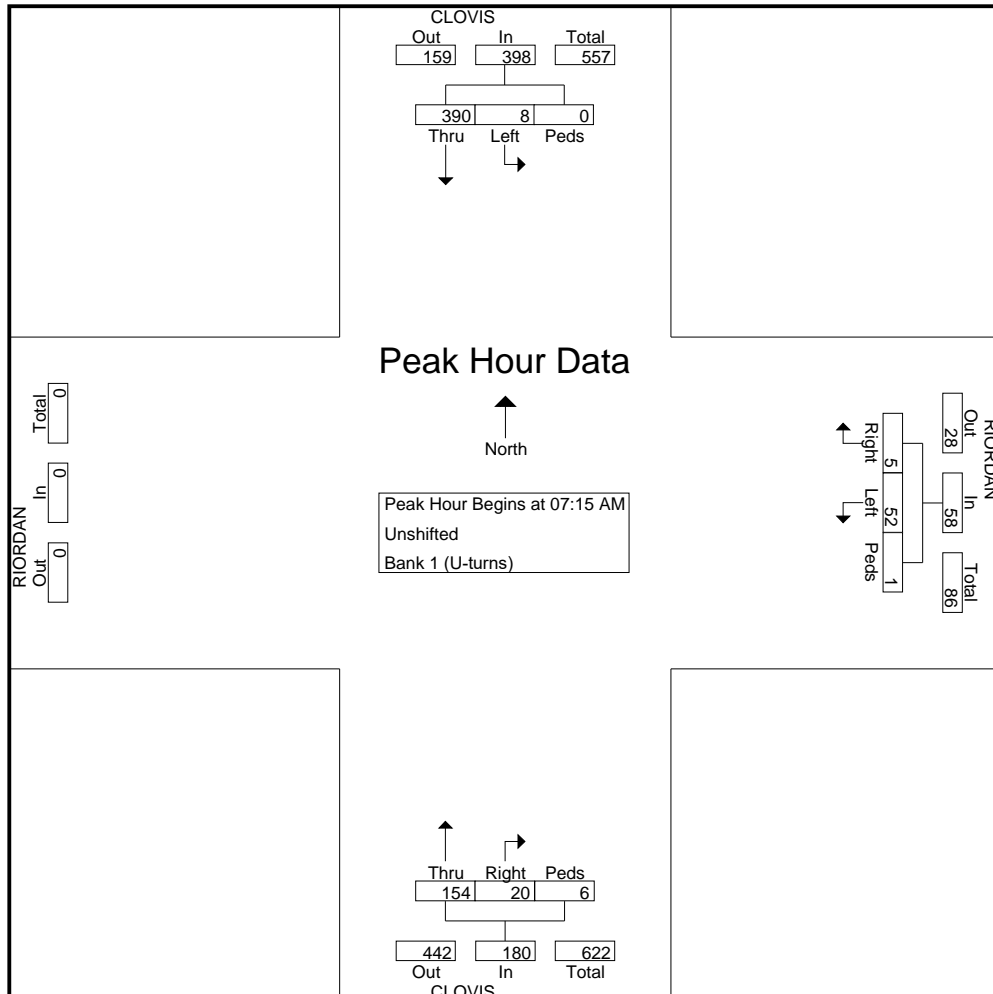 CLOVIS
Out In Total
159 398 557
390 8 0
Thru Left Peds
Peak Hour Data
North
Peak Hour Begins at 07:15 AM
Unshifted
Bank 1 (U-turns)
RIORDAN
Out In Total
0 0 0
RIORDAN
Out In Total
28 58 86
5 52 1
Right Left Peds
Thru Right Peds
154 20 6
442 180 622
Out In Total
CLOVIS